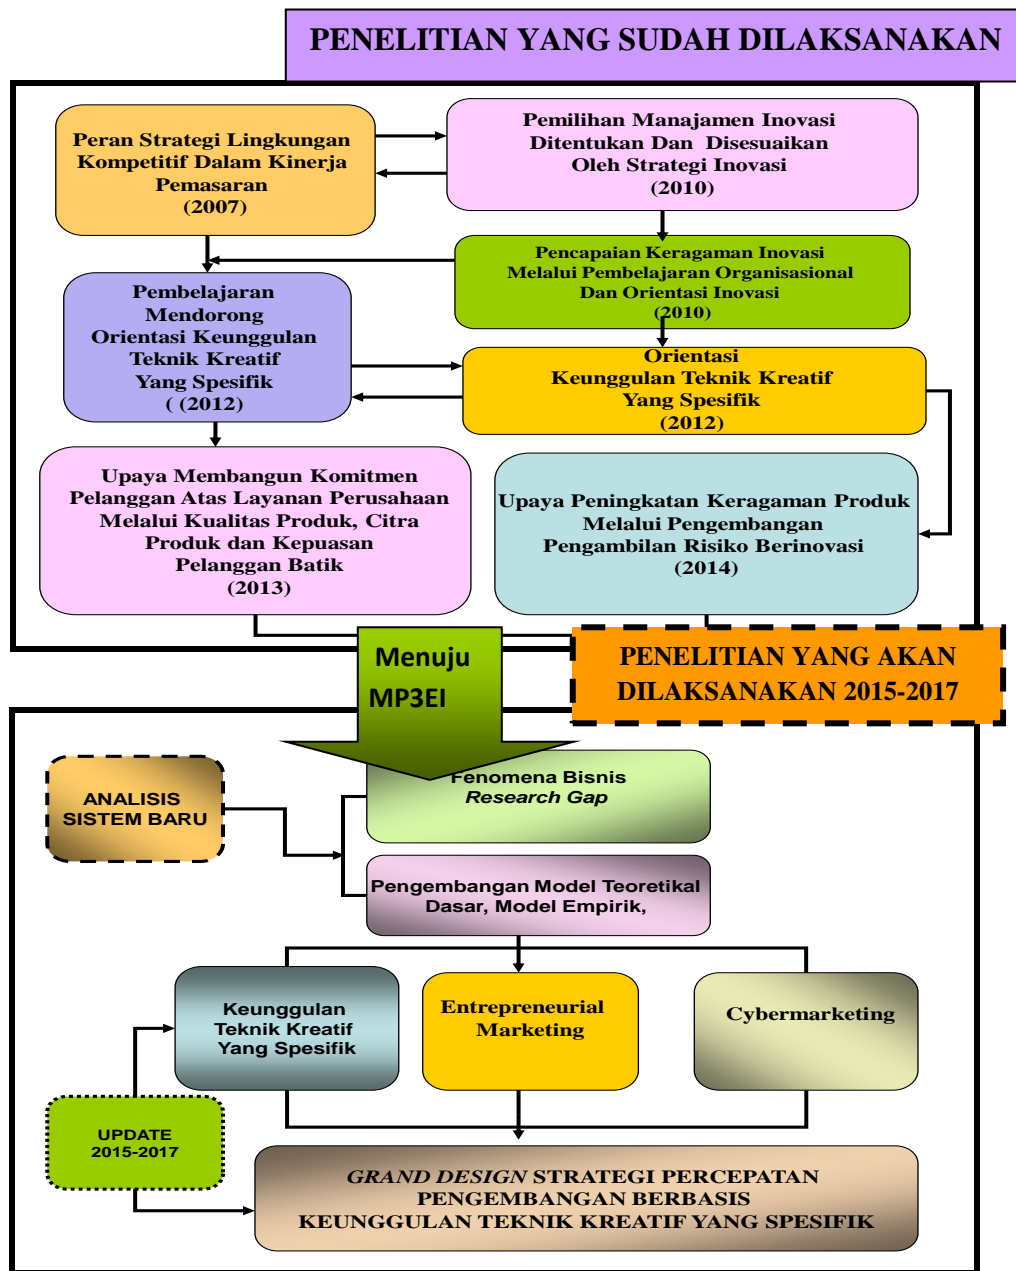 PENELITIAN YANG SUDAH DILAKSANAKAN
Peran Strategi Lingkungan
Kompetitif Dalam Kinerja
Pemasaran
(2007)
Pemilihan Manajamen Inovasi
Ditentukan Dan Disesuaikan
Oleh Strategi Inovasi
(2010)
Pencapaian Keragaman Inovasi
Melalui Pembelajaran Organisasional
Dan Orientasi Inovasi
(2010)
Pembelajaran
Mendorong
Orientasi Keunggulan
Teknik Kreatif
Yang Spesifik
( (2012)
Orientasi
Keunggulan Teknik Kreatif
Yang Spesifik
(2012)
Upaya Membangun Komitmen
Pelanggan Atas Layanan Perusahaan
Melalui Kualitas Produk, Citra
Produk dan Kepuasan
Pelanggan Batik
(2013)
Upaya Peningkatan Keragaman Produk
Melalui Pengembangan
Pengambilan Risiko Berinovasi
(2014)
Menuju
MP3EI
PENELITIAN YANG AKAN
DILAKSANAKAN 2015-2017
ANALISIS
SISTEM BARU
Fenomena Bisnis
Research Gap
Pengembangan Model Teoretikal
Dasar, Model Empirik,
Keunggulan
Teknik Kreatif
Yang Spesifik
Entrepreneurial
Marketing
Cybermarketing
UPDATE
2015-2017
GRAND DESIGN STRATEGI PERCEPATAN
PENGEMBANGAN BERBASIS
KEUNGGULAN TEKNIK KREATIF YANG SPESIFIK